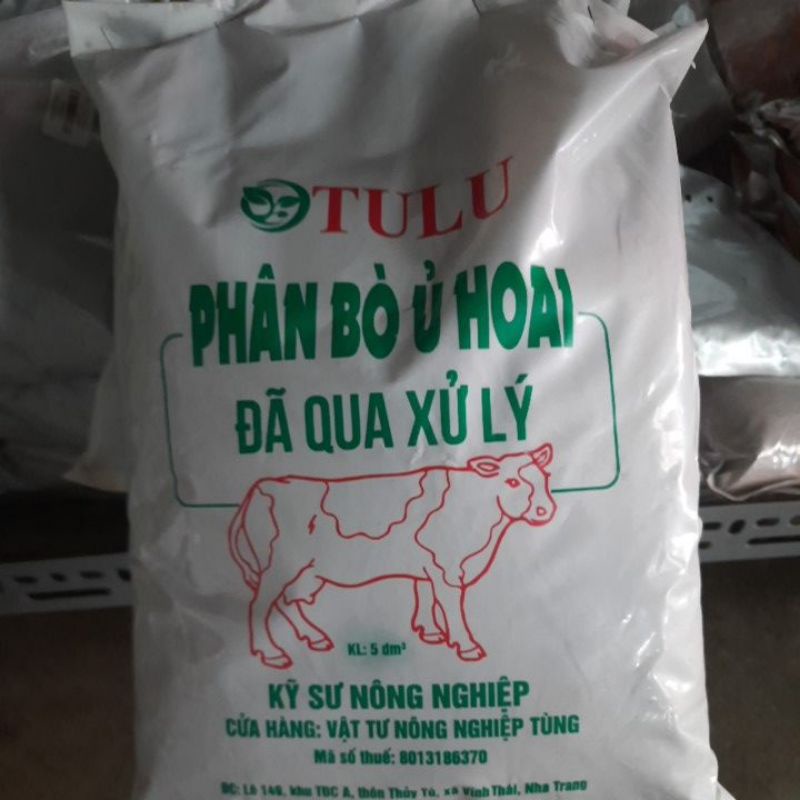 TULU
PHÂN BÒ Ủ HOAI
ĐÃ QUA XỬ LÝ
KL: 5 dm³
KỸ SƯ NÔNG NGHIỆP
CỬA HÀNG: VẬT TƯ NÔNG NGHIỆP TÙNG
Mã số thuế: 8013186370
ĐC: Lô 146, khu TĐC A, thôn Thủy Tú, xã Vĩnh Thái, Nha Trang